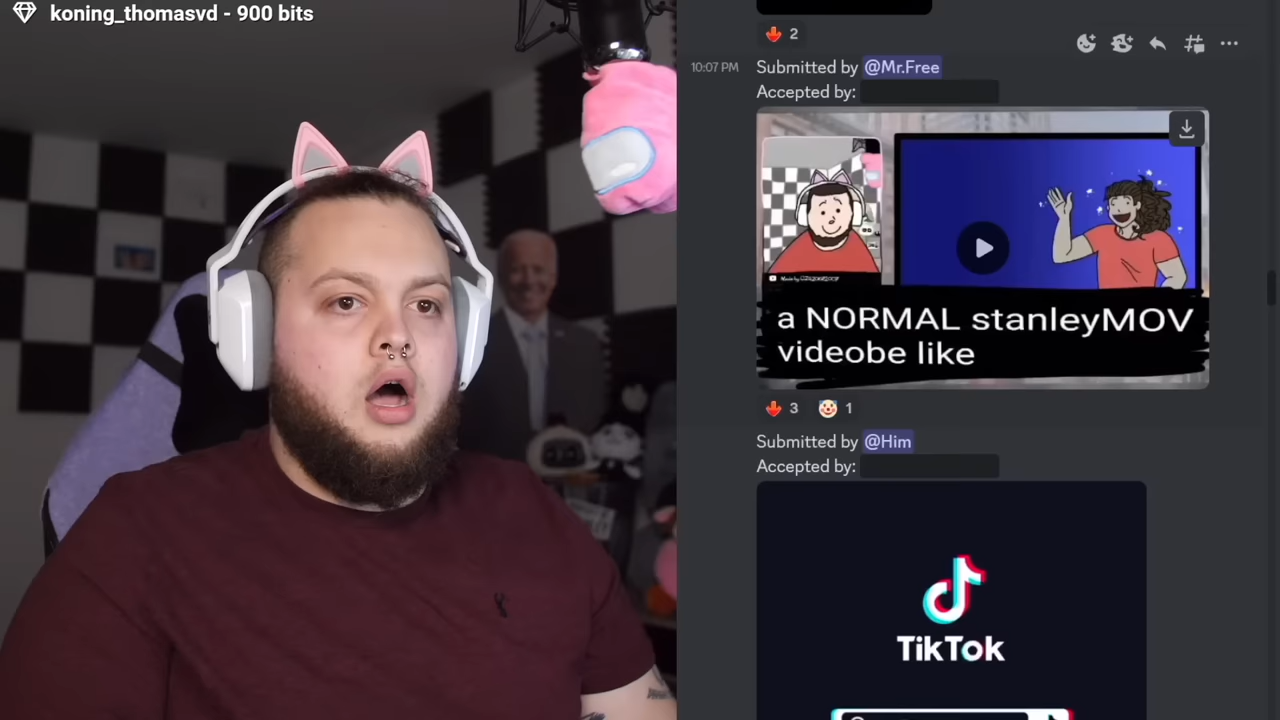 koning_thomasvd - 900 bits
2
10:07 PM
Submitted by @Mr.Free
Accepted by:
a NORMAL stanleyMOV
videobe like
3
1
Submitted by @Him
Accepted by:
TikTok